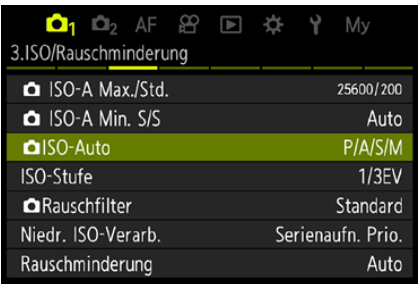 1 2 AF My
3.ISO/Rauschminderung
ISO-A Max./Std. 25600/200
ISO-A Min. S/S Auto
ISO-Auto P/A/S/M
ISO-Stufe 1/3EV
Rauschfilter Standard
Niedr. ISO-Verarb. Serienaufn. Prio.
Rauschminderung Auto